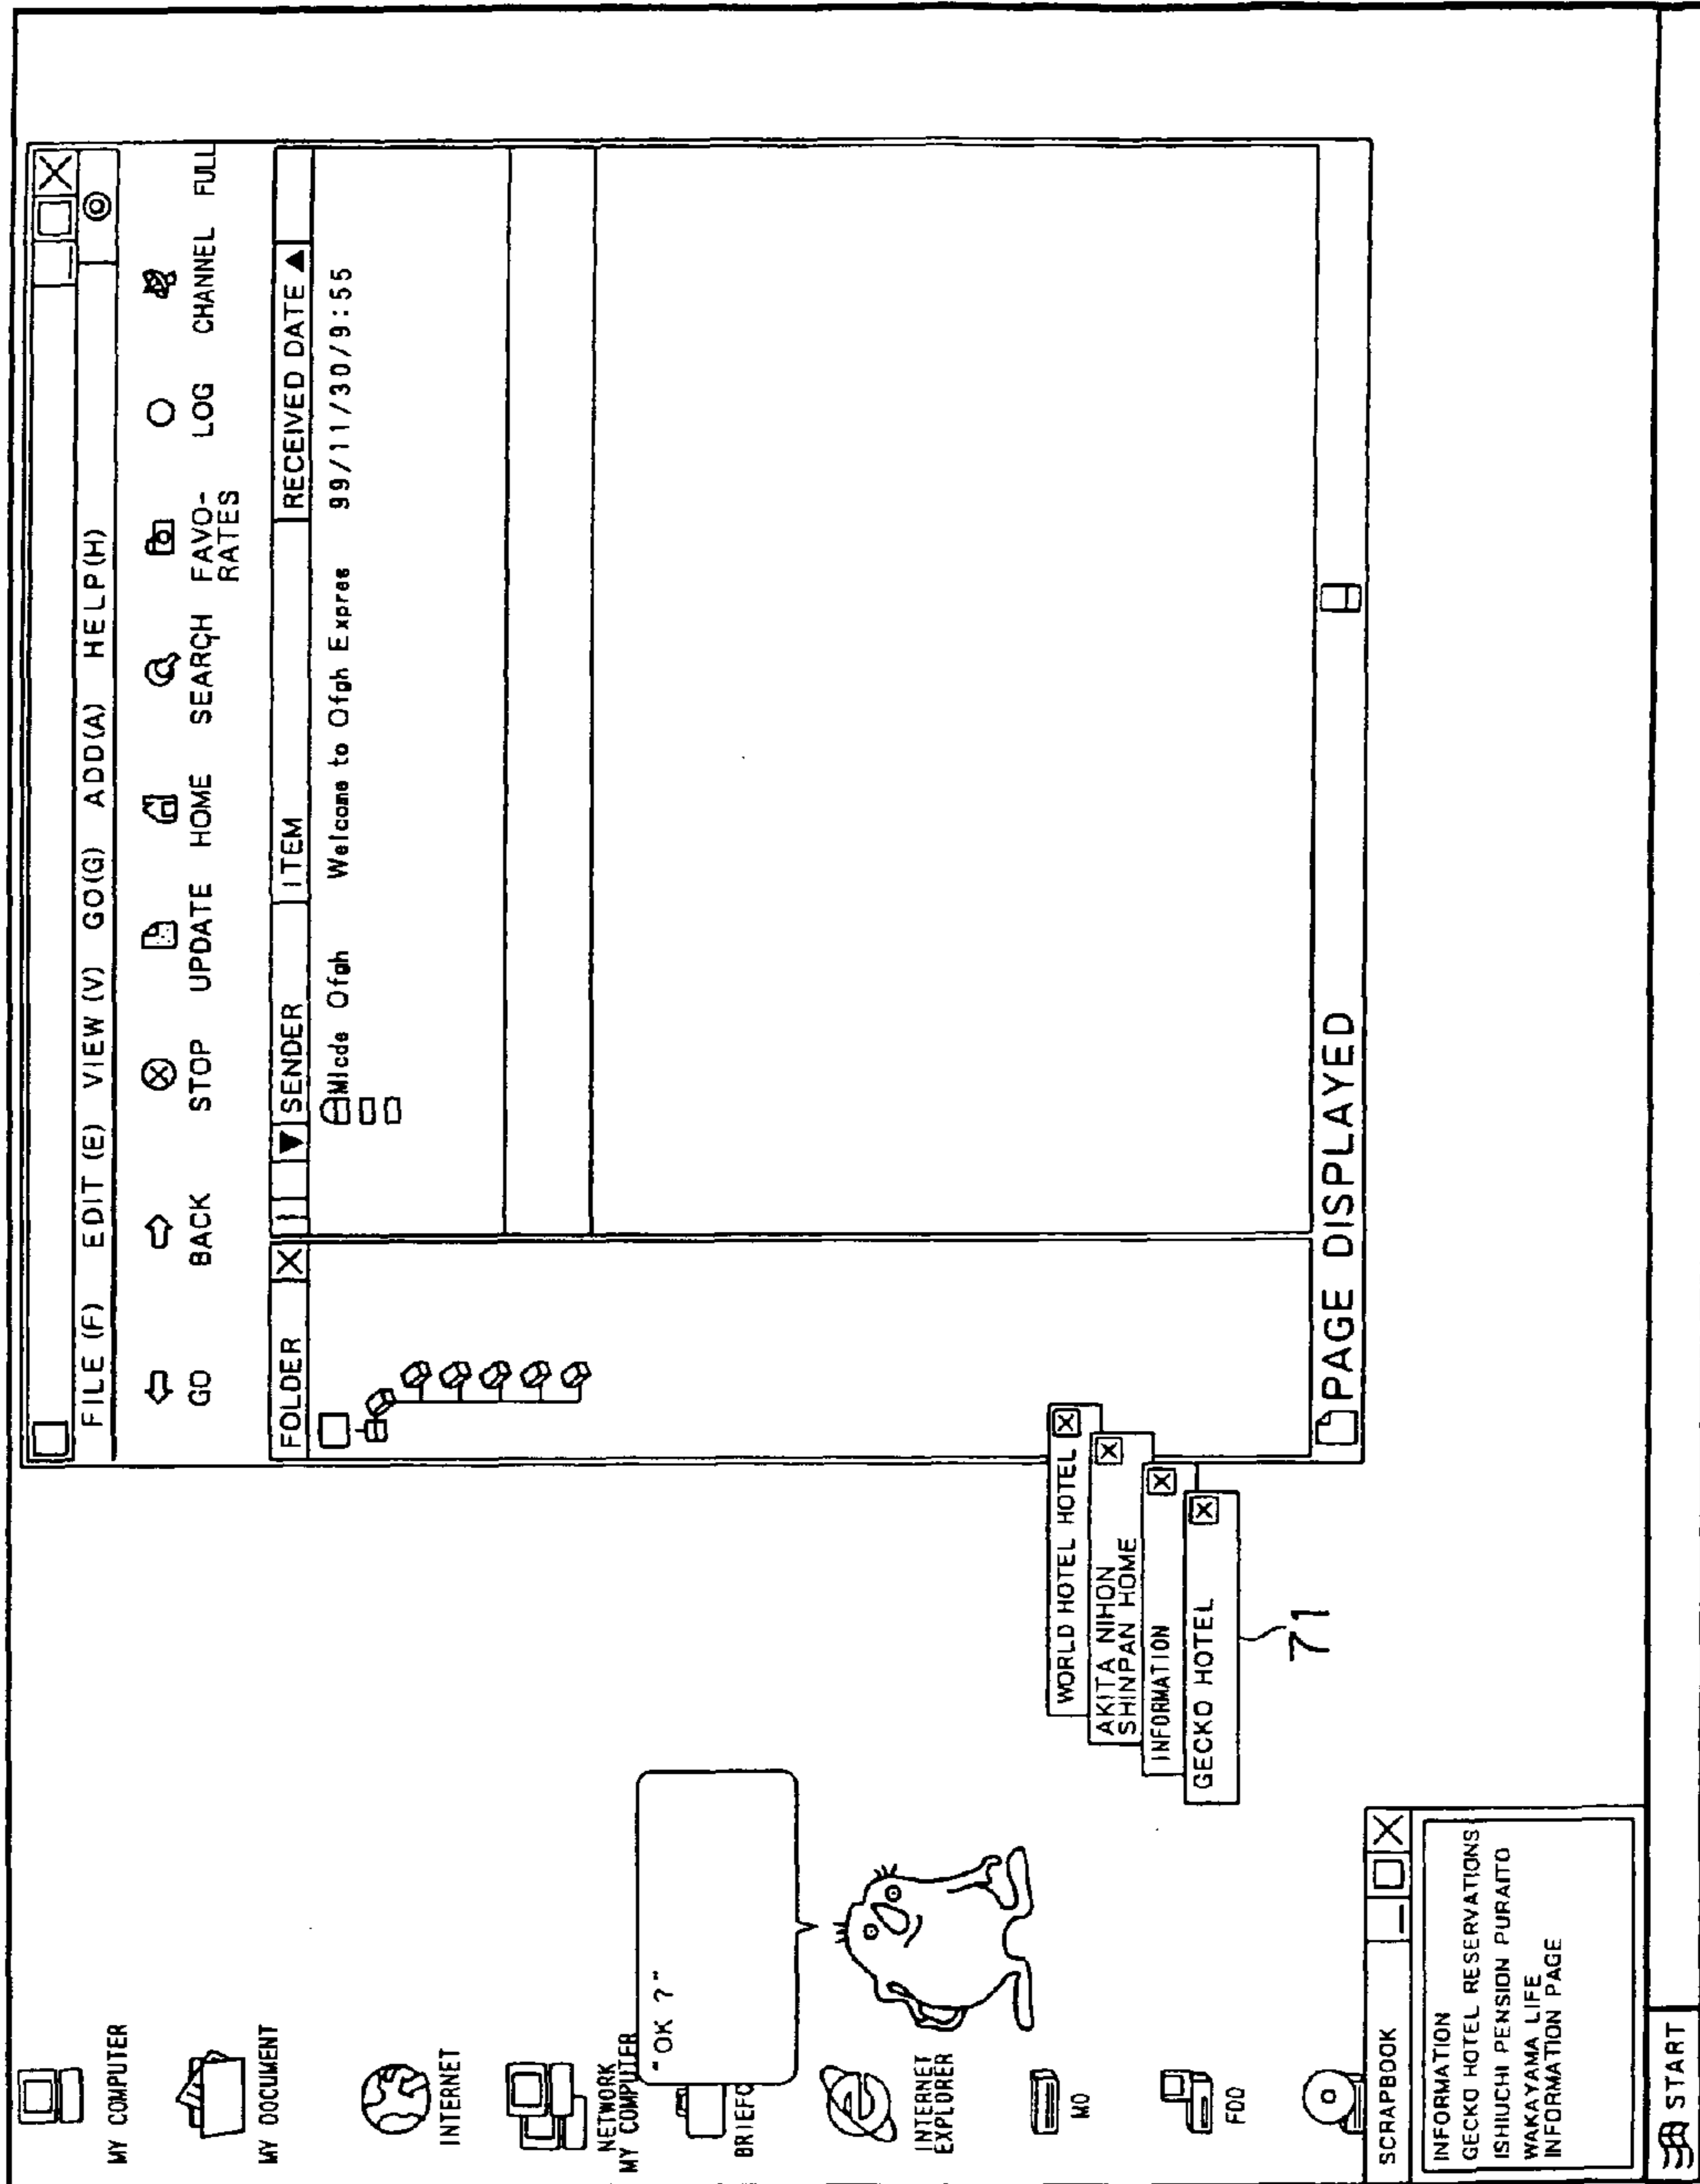 MY COMPUTER
MY DOCUMENT
INTERNET
NETWORK
MY COMPUTER
BRIEFC
INTERNET
EXPLORER
MO
FDD
"OK ?"
FILE (F) EDIT (E) VIEW (V) GO(G) ADD(A) HELP(H)
GO BACK STOP UPDATE HOME SEARCH FAVO- LOG CHANNEL FULL
RATES
FOLDER X SENDER ITEM RECEIVED DATE
Micde Ofgh Welcome to Ofgh Expres 99/11/30/9:55
WORLD HOTEL HOTEL
AKITA NIHON
SHINPAN HOME
INFORMATION
GECKO HOTEL
71
PAGE DISPLAYED
SCRAPBOOK
INFORMATION
GECKO HOTEL RESERVATIONS
ISHIUCHI PENSION PURAITO
WAKAYAMA LIFE
INFORMATION PAGE
START